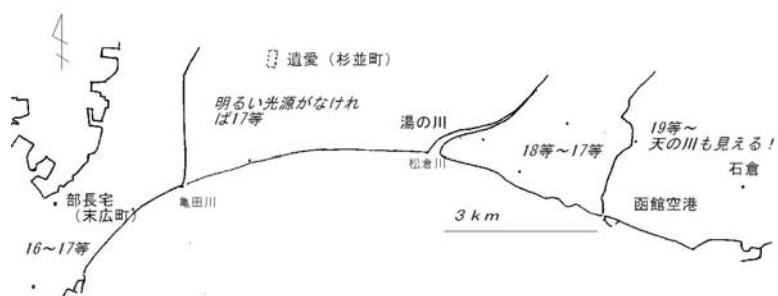 遺愛（杉並町）
明るい光源がなけれ
ば17等
湯の川
松倉川
18等～17等
19等～
天の川も見える！
石倉
函館空港
3km
部長宅
（末広町）
亀田川
16～17等